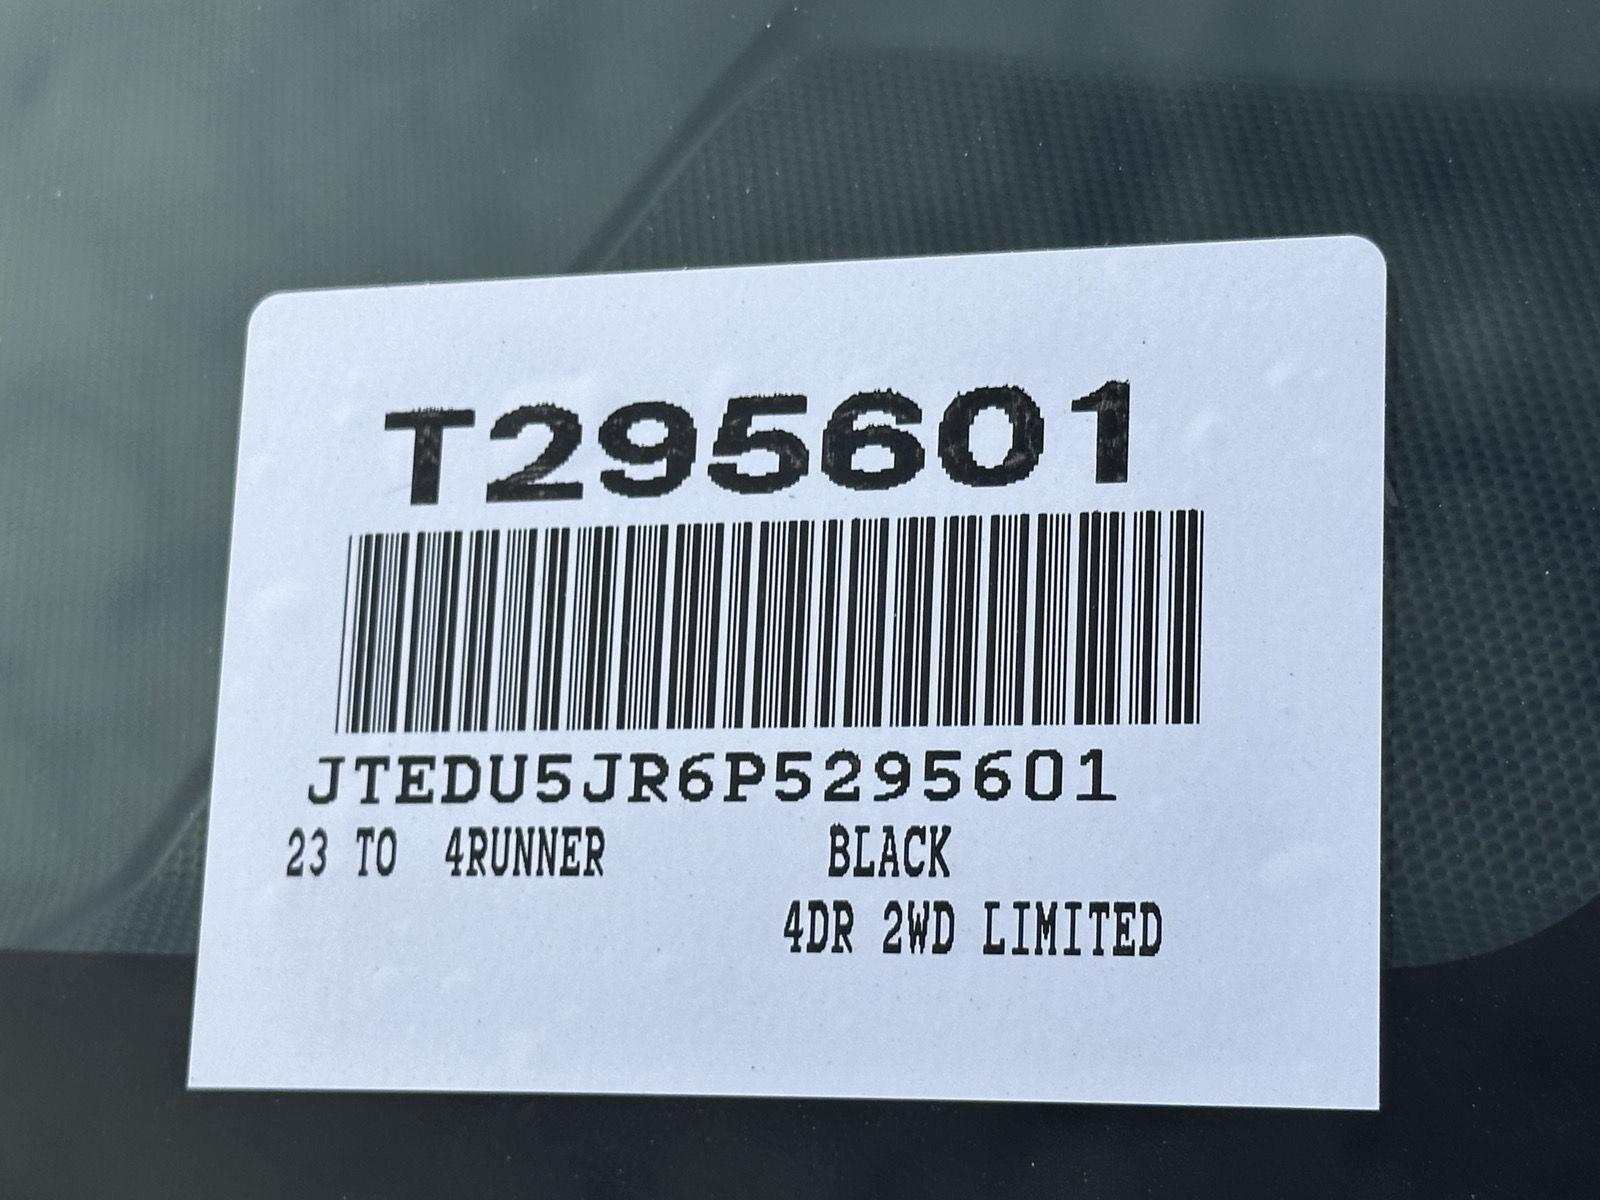 T295601
JTEDU5JR6P5295601
23 TO 4RUNNER BLACK
4DR 2WD LIMITED